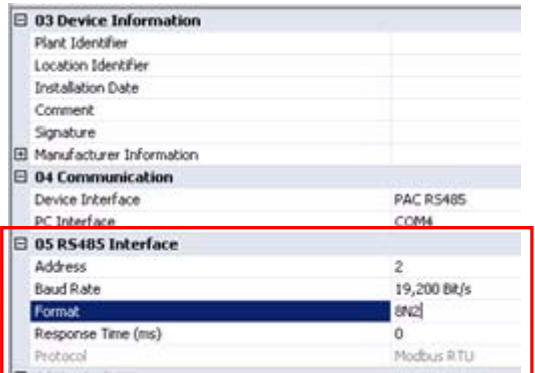 03 Device Information
Plant Identifier
Location Identifier
Installation Date
Comment
Signature
Manufacturer Information
04 Communication
Device Interface PAC RS485
PC Interface COM4
05 RS485 Interface
Address 2
Baud Rate 19,200 Bit/s
Format 8N2
Response Time (ms) 0
Protocol Modbus RTU